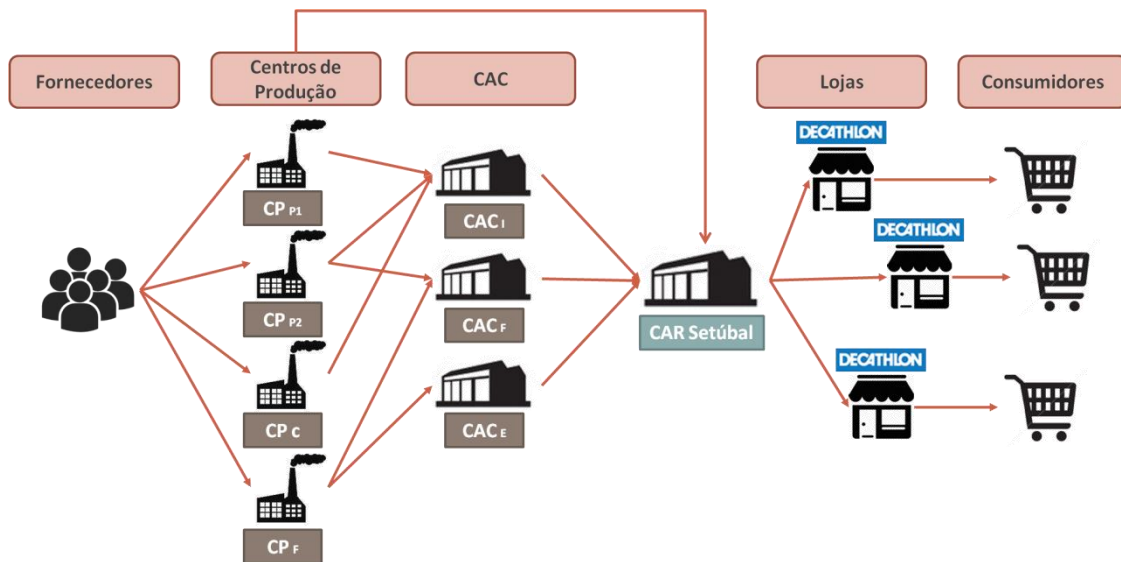 Fornecedores
Centros de
Produção
CAC
Lojas
Consumidores
DECATHLON
CP P1
CAC I
DECATHLON
CP P2
CAC F
CAR Setúbal
DECATHLON
CP C
CAC E
CP F